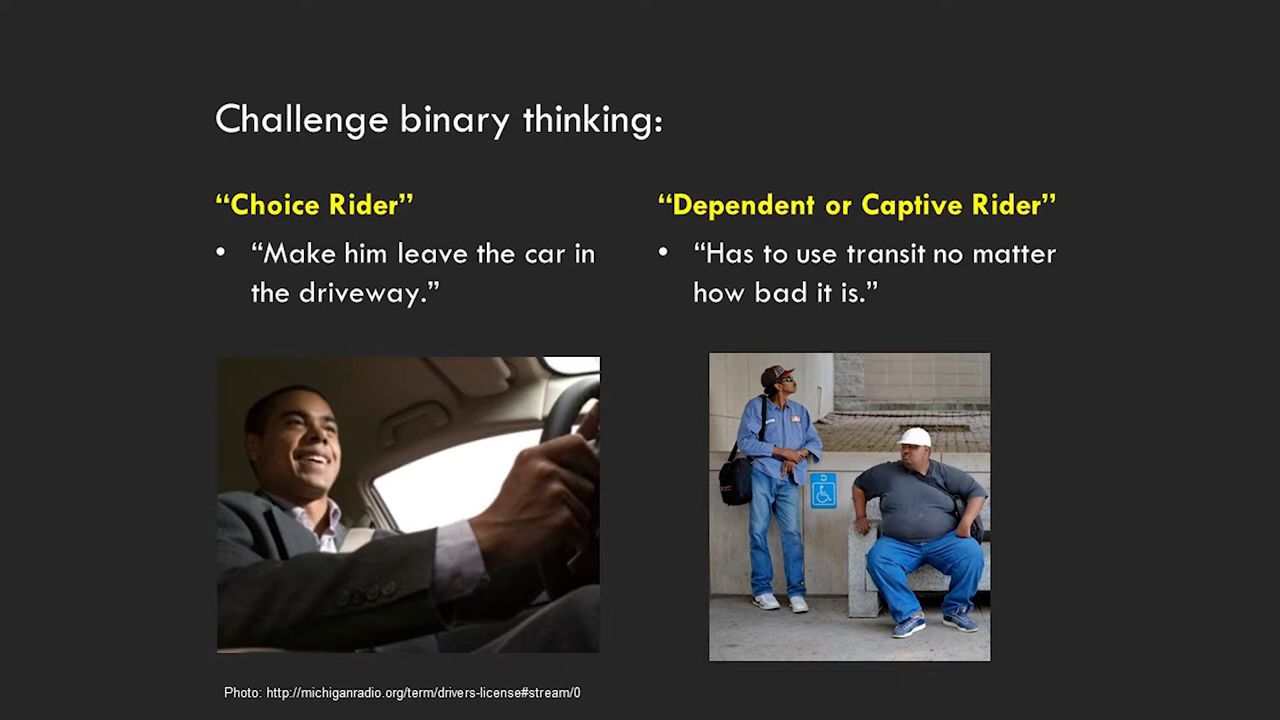 Challenge binary thinking:
“Choice Rider”
• “Make him leave the car in
the driveway.”
“Dependent or Captive Rider”
• “Has to use transit no matter
how bad it is.”
Photo: http://michiganradio.org/term/drivers-license#stream/0